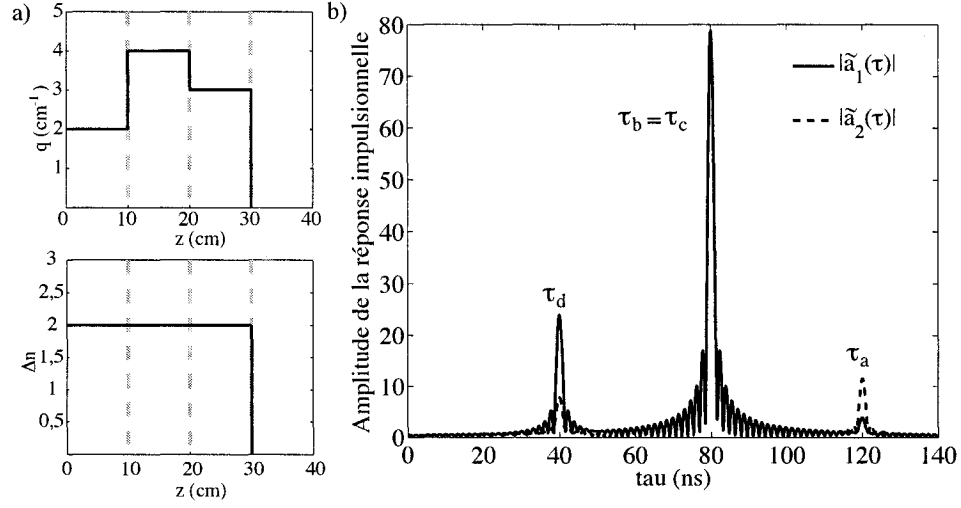 a)
5
4
3
2
1
q (cm⁻¹)
0 10 20 30 40
z (cm)
3
2,5
2
1,5
1
0,5
Δn
0 10 20 30 40
z (cm)
b)
80
70
60
50
40
30
20
10
0
Amplitude de la réponse impulsionnelle
|ã₁(τ)|
|ã₂(τ)|
τb = τc
τd
τa
0 20 40 60 80 100 120 140
tau (ns)